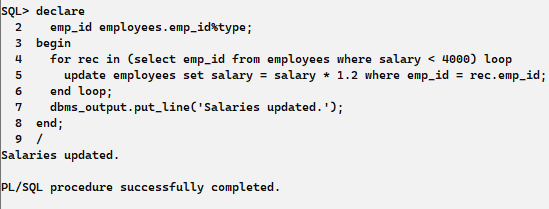 SQL> declare
  2    emp_id employees.emp_id%type;
  3  begin
  4    for rec in (select emp_id from employees where salary < 4000) loop
  5      update employees set salary = salary * 1.2 where emp_id = rec.emp_id;
  6    end loop;
  7    dbms_output.put_line('Salaries updated.');
  8  end;
  9  /
Salaries updated.

PL/SQL procedure successfully completed.